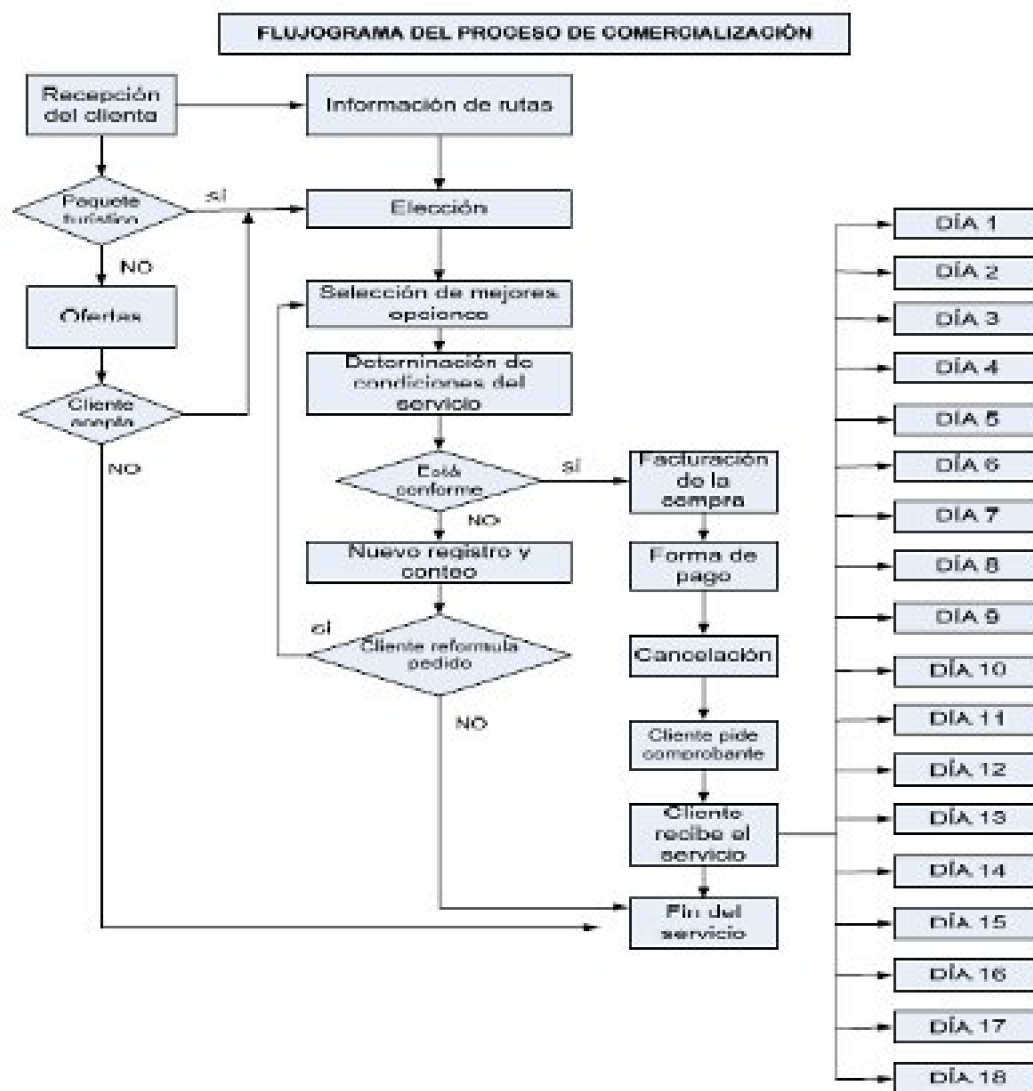 FLUJOGRAMA DEL PROCESO DE COMERCIALIZACIÓN
Recepción
del cliente
Información de rutas
Paquete
turístico
SÍ
Elección
NO
Ofertas
Selección de mejores
opciones
Cliente
acepta
NO
Determinación de
condiciones del
servicio
Está
conforme
SÍ
NO
Facturación
de la
compra
Nuevo registro y
conteo
Forma de
pago
SÍ
Cliente reformula
pedido
NO
Cancelación
Cliente pide
comprobante
Cliente
recibe el
servicio
Fin del
servicio
DÍA 1
DÍA 2
DÍA 3
DÍA 4
DÍA 5
DÍA 6
DÍA 7
DÍA 8
DÍA 9
DÍA 10
DÍA 11
DÍA 12
DÍA 13
DÍA 14
DÍA 15
DÍA 16
DÍA 17
DÍA 18